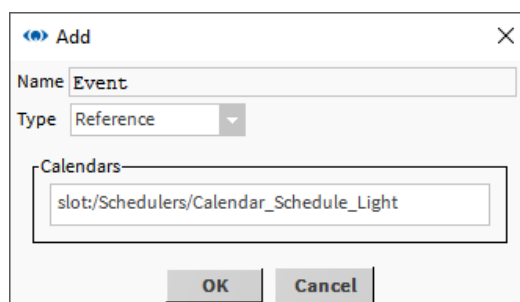 Add
Name Event
Type Reference
Calendars
slot:/Schedulers/Calendar_Schedule_Light
OK Cancel